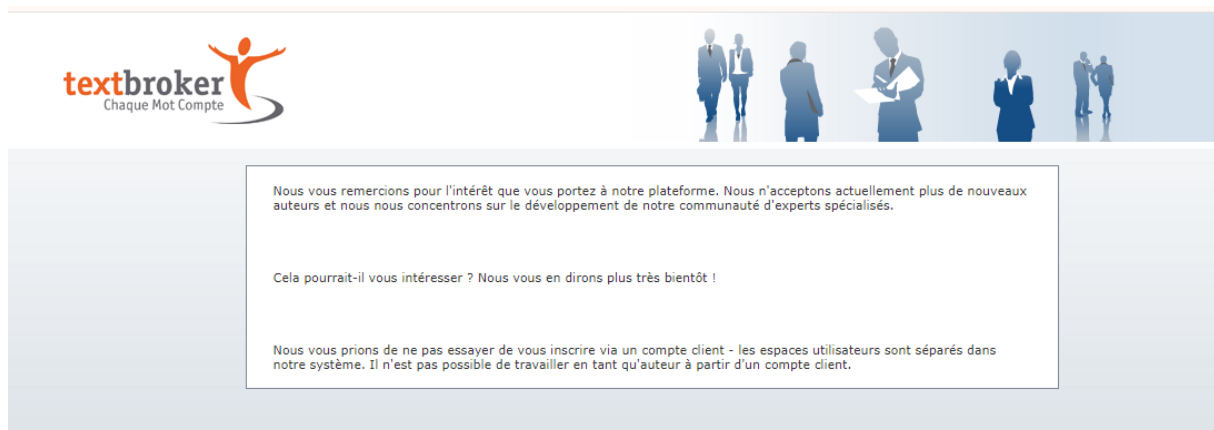 textbroker
Chaque Mot Compte
Nous vous remercions pour l'intérêt que vous portez à notre plateforme. Nous n'acceptons actuellement plus de nouveaux
auteurs et nous nous concentrons sur le développement de notre communauté d'experts spécialisés.
Cela pourrait-il vous intéresser ? Nous vous en dirons plus très bientôt !
Nous vous prions de ne pas essayer de vous inscrire via un compte client - les espaces utilisateurs sont séparés dans
notre système. Il n'est pas possible de travailler en tant qu'auteur à partir d'un compte client.